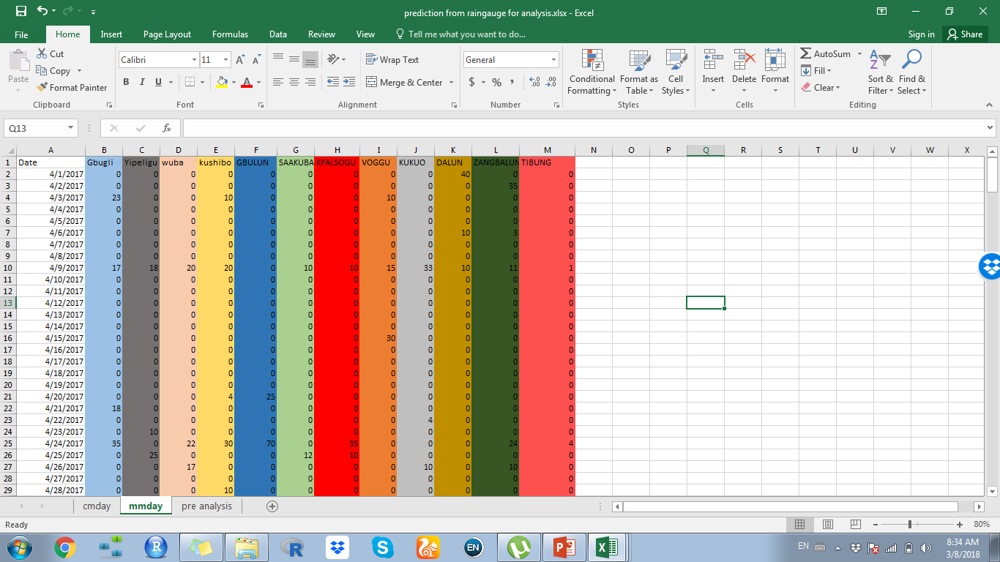 prediction from raingauge for analysis.xlsx - Excel
File Home Insert Page Layout Formulas Data Review View Tell me what you want to do... Sign in Share
Paste Cut Copy Format Painter Clipboard
Calibri 11 A A B I U A Font
Wrap Text Merge & Center Alignment
General $ % , Number
Conditional Formatting Format as Table Cell Styles Styles
Insert Delete Format Cells
AutoSum Fill Clear Sort & Filter Find & Select Editing
Q13 fx
A B C D E F G H I J K L M N O P Q R S T U V W X
1 Date Gbugli Yipeligu wuba kushibo GBULUN SAAKUBA KPALSOGU VOGGU KUKUO DALUN ZANGBALUN TIBUNG
2 4/1/2017 0 0 0 0 0 0 0 0 0 40 0 0
3 4/2/2017 0 0 0 0 0 0 0 0 0 0 35 0
4 4/3/2017 23 0 0 10 0 0 0 10 0 0 0 0
5 4/4/2017 0 0 0 0 0 0 0 0 0 0 0 0
6 4/5/2017 0 0 0 0 0 0 0 0 0 0 0 0
7 4/6/2017 0 0 0 0 0 0 0 0 0 10 3 0
8 4/7/2017 0 0 0 0 0 0 0 0 0 0 0 0
9 4/8/2017 0 0 0 0 0 0 0 0 0 0 0 0
10 4/9/2017 17 18 20 20 0 10 10 15 33 10 11 1
11 4/10/2017 0 0 0 0 0 0 0 0 0 0 0 0
12 4/11/2017 0 0 0 0 0 0 0 0 0 0 0 0
13 4/12/2017 0 0 0 0 0 0 0 0 0 0 0 0
14 4/13/2017 0 0 0 0 0 0 0 0 0 0 0 0
15 4/14/2017 0 0 0 0 0 0 0 0 0 0 0 0
16 4/15/2017 0 0 0 0 0 0 0 30 0 0 0 0
17 4/16/2017 0 0 0 0 0 0 0 0 0 0 0 0
18 4/17/2017 0 0 0 0 0 0 0 0 0 0 0 0
19 4/18/2017 0 0 0 0 0 0 0 0 0 0 0 0
20 4/19/2017 0 0 0 0 0 0 0 0 0 0 0 0
21 4/20/2017 0 0 0 4 25 0 0 0 0 0 0 0
22 4/21/2017 18 0 0 0 0 0 0 0 0 0 0 0
23 4/22/2017 0 0 0 0 0 0 0 0 4 0 0 0
24 4/23/2017 0 10 0 0 0 0 0 0 0 0 0 0
25 4/24/2017 35 0 22 30 70 0 35 0 0 0 24 4
26 4/25/2017 0 25 0 0 0 12 10 0 0 0 0 0
27 4/26/2017 0 0 17 0 0 0 0 0 10 0 10 0
28 4/27/2017 0 0 0 0 0 0 0 0 0 0 0 0
29 4/28/2017 0 0 0 10 0 0 0 0 0 0 0 0
cmday mmday pre analysis
Ready 80%
EN EN 8:34 AM
3/8/2018